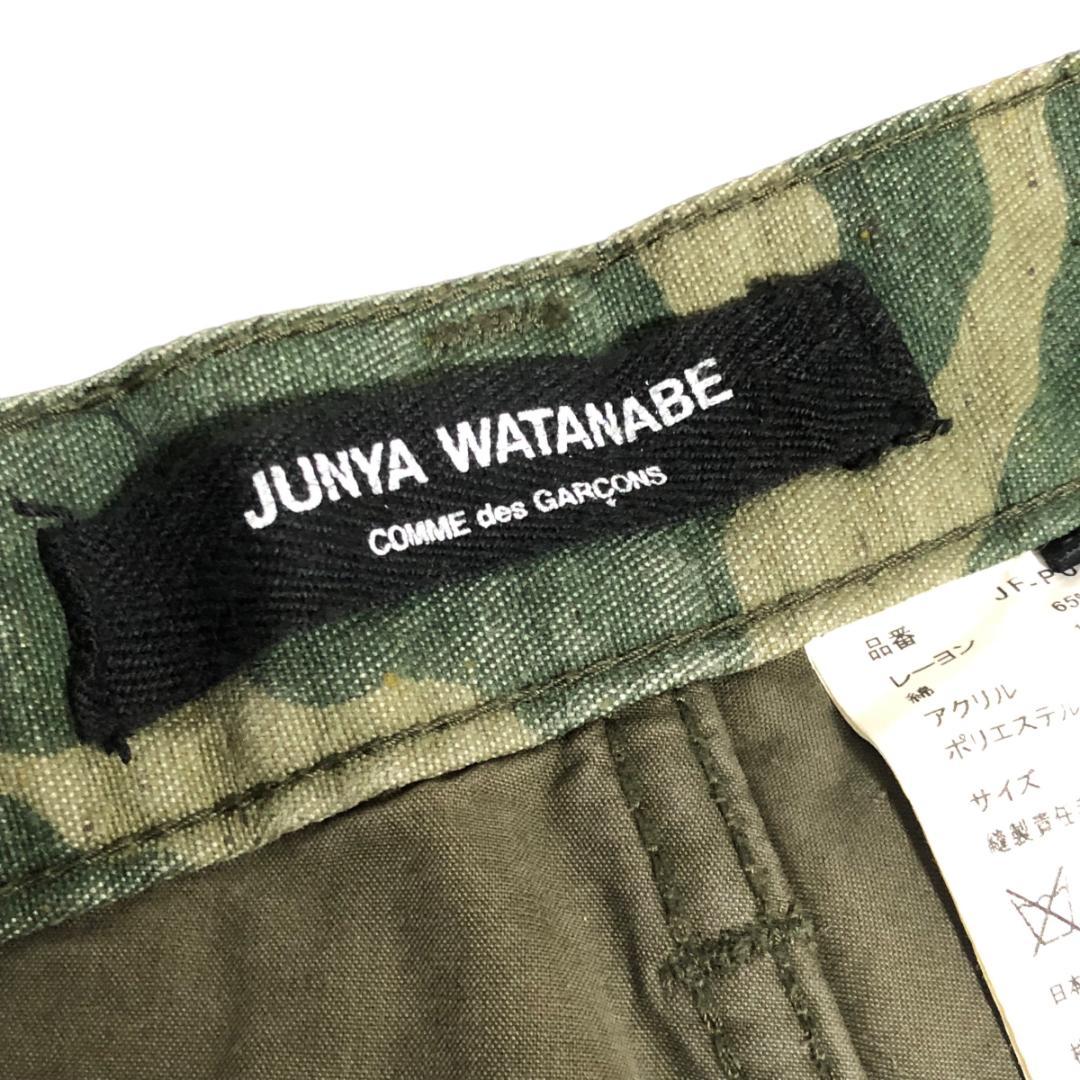 JUNYA WATANABE
COMME des GARÇONS
品番 JF-P0
レーヨン 65
綿
アクリル
ポリエステル
サイズ
縫製責任
日本